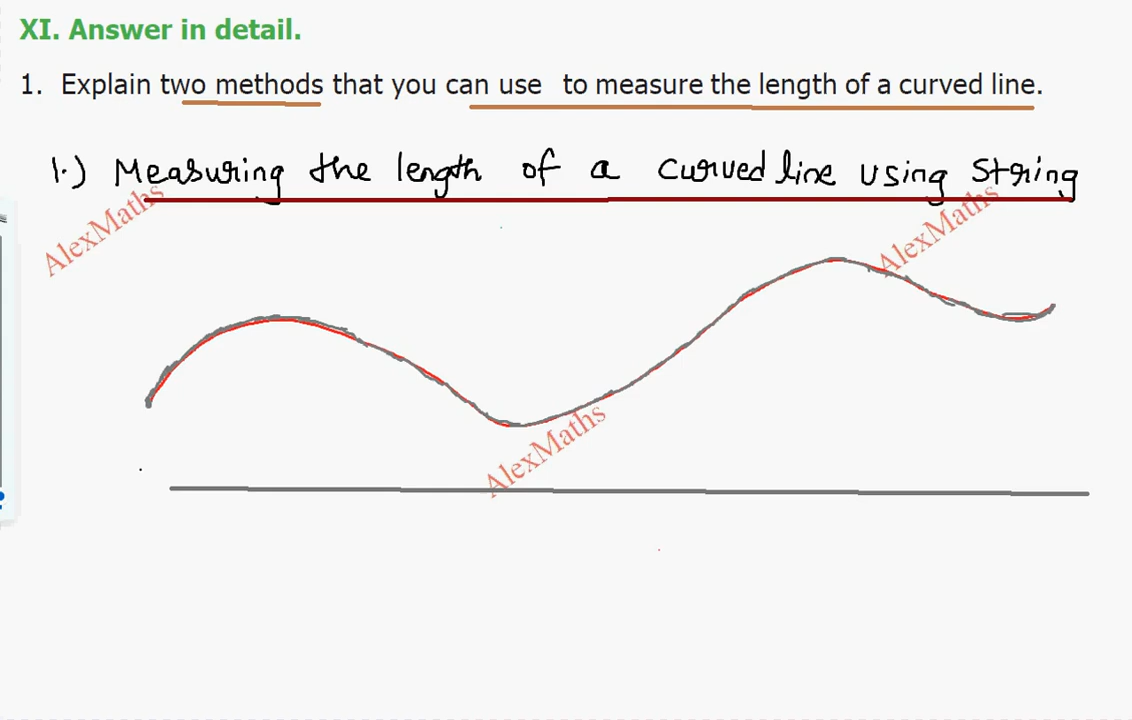 XI. Answer in detail.
1. Explain two methods that you can use to measure the length of a curved line.
1.) Measuring the length of a curved line using String
AlexMaths
AlexMaths
AlexMaths